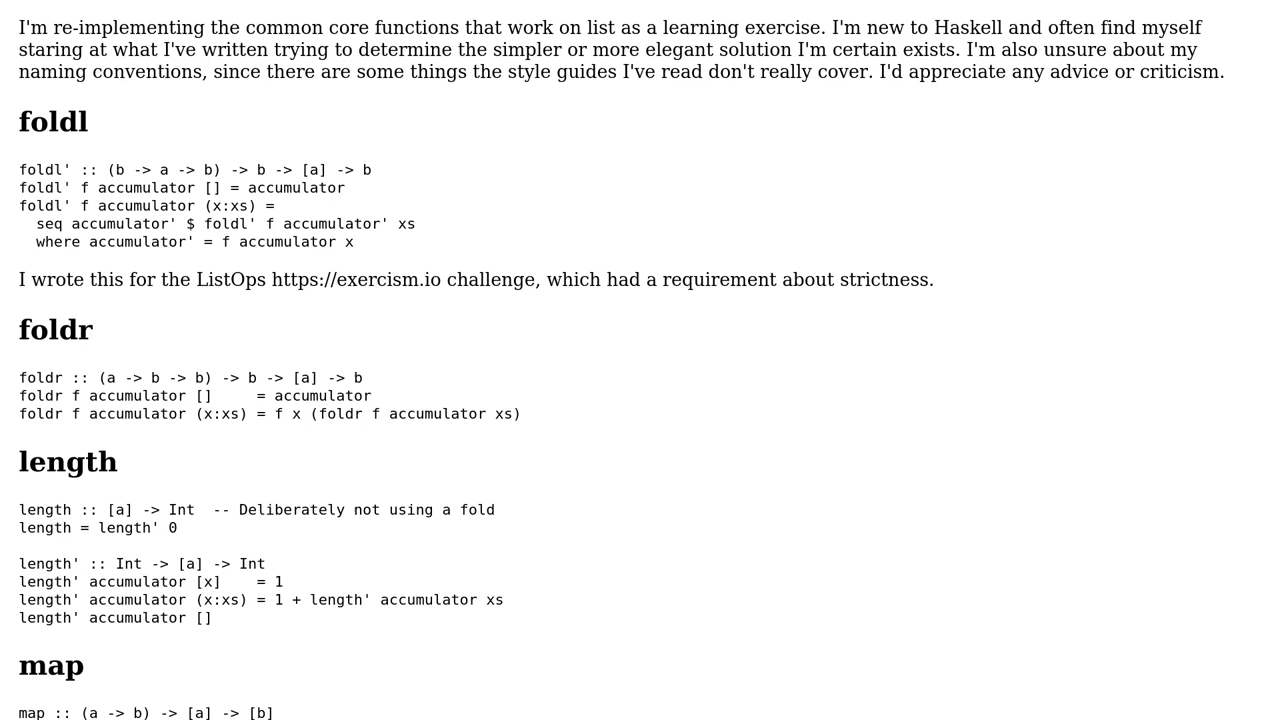 I'm re-implementing the common core functions that work on list as a learning exercise. I'm new to Haskell and often find myself
staring at what I've written trying to determine the simpler or more elegant solution I'm certain exists. I'm also unsure about my
naming conventions, since there are some things the style guides I've read don't really cover. I'd appreciate any advice or criticism.
foldl
foldl' :: (b -> a -> b) -> b -> [a] -> b
foldl' f accumulator [] = accumulator
foldl' f accumulator (x:xs) =
  seq accumulator' $ foldl' f accumulator' xs
  where accumulator' = f accumulator x
I wrote this for the ListOps https://exercism.io challenge, which had a requirement about strictness.
foldr
foldr :: (a -> b -> b) -> b -> [a] -> b
foldr f accumulator []     = accumulator
foldr f accumulator (x:xs) = f x (foldr f accumulator xs)
length
length :: [a] -> Int  -- Deliberately not using a fold
length = length' 0
length' :: Int -> [a] -> Int
length' accumulator [x]    = 1
length' accumulator (x:xs) = 1 + length' accumulator xs
length' accumulator []
map
map :: (a -> b) -> [a] -> [b]